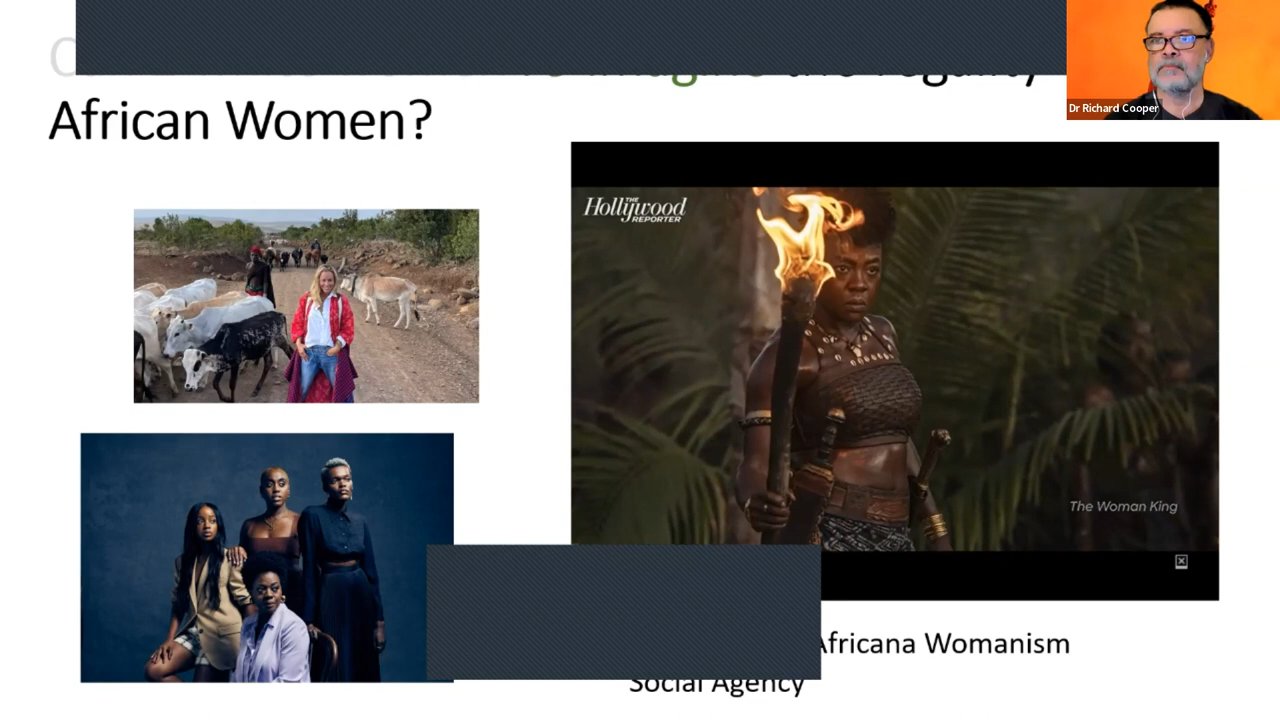 African Women?
Dr Richard Cooper
THE
Hollywood
REPORTER
The Woman King
Africana Womanism
Social Agency